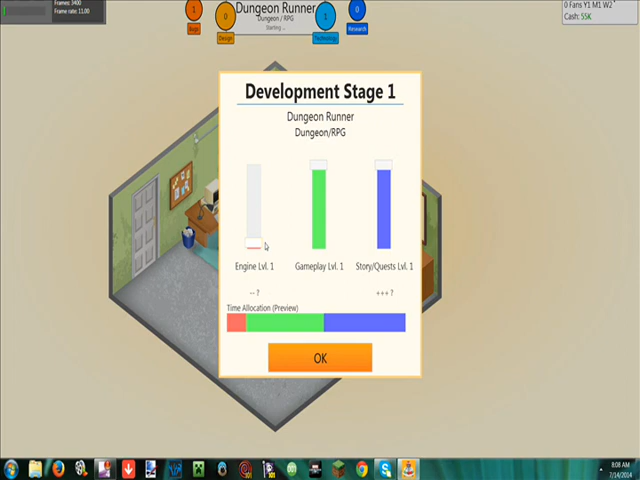 Frames: 3400
Frame rate: 11.00
1
Bugs
0
Design
Dungeon Runner
Dungeon / RPG
Starting ...
1
Technology
0
Research
0 Fans Y1 M1 W2
Cash: 55K
Development Stage 1
Dungeon Runner
Dungeon/RPG
Engine Lvl. 1
Gameplay Lvl. 1
Story/Quests Lvl. 1
-- ?
+++ ?
Time Allocation (Preview)
OK
8:08 AM
7/14/2014